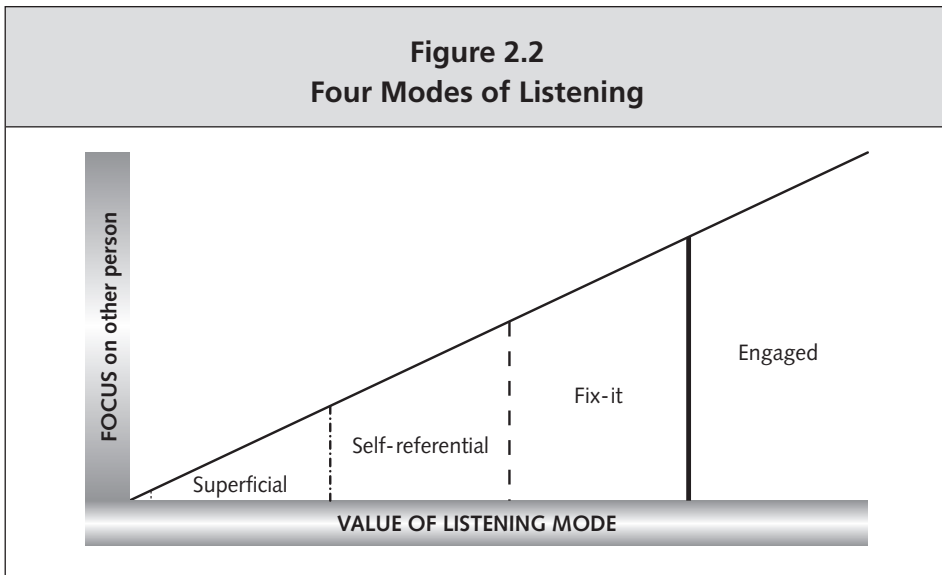 Figure 2.2
Four Modes of Listening
FOCUS on other person
Engaged
Fix-it
Self-referential
Superficial
VALUE OF LISTENING MODE